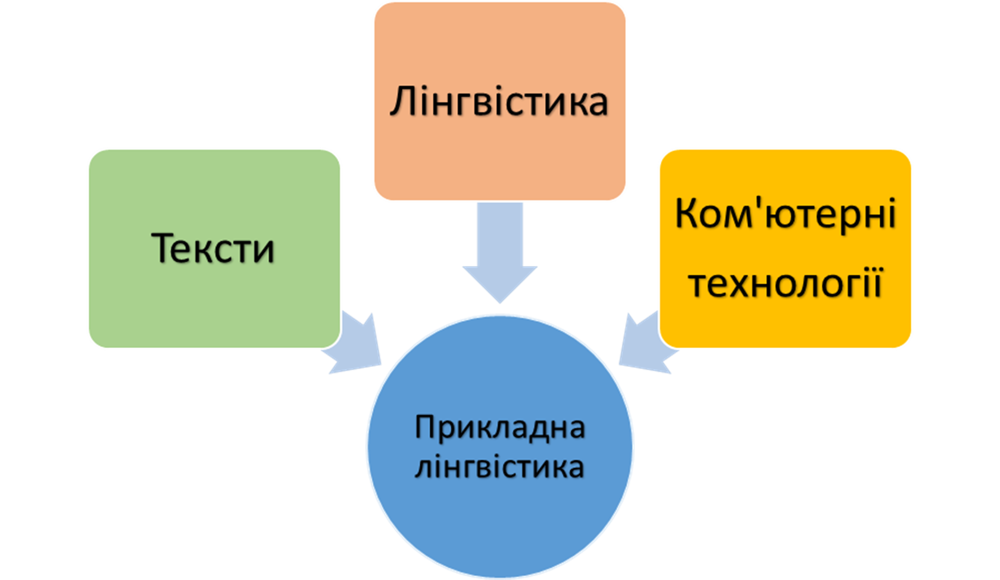 Лінгвістика
Тексти
Ком'ютерні
технології
Прикладна
лінгвістика